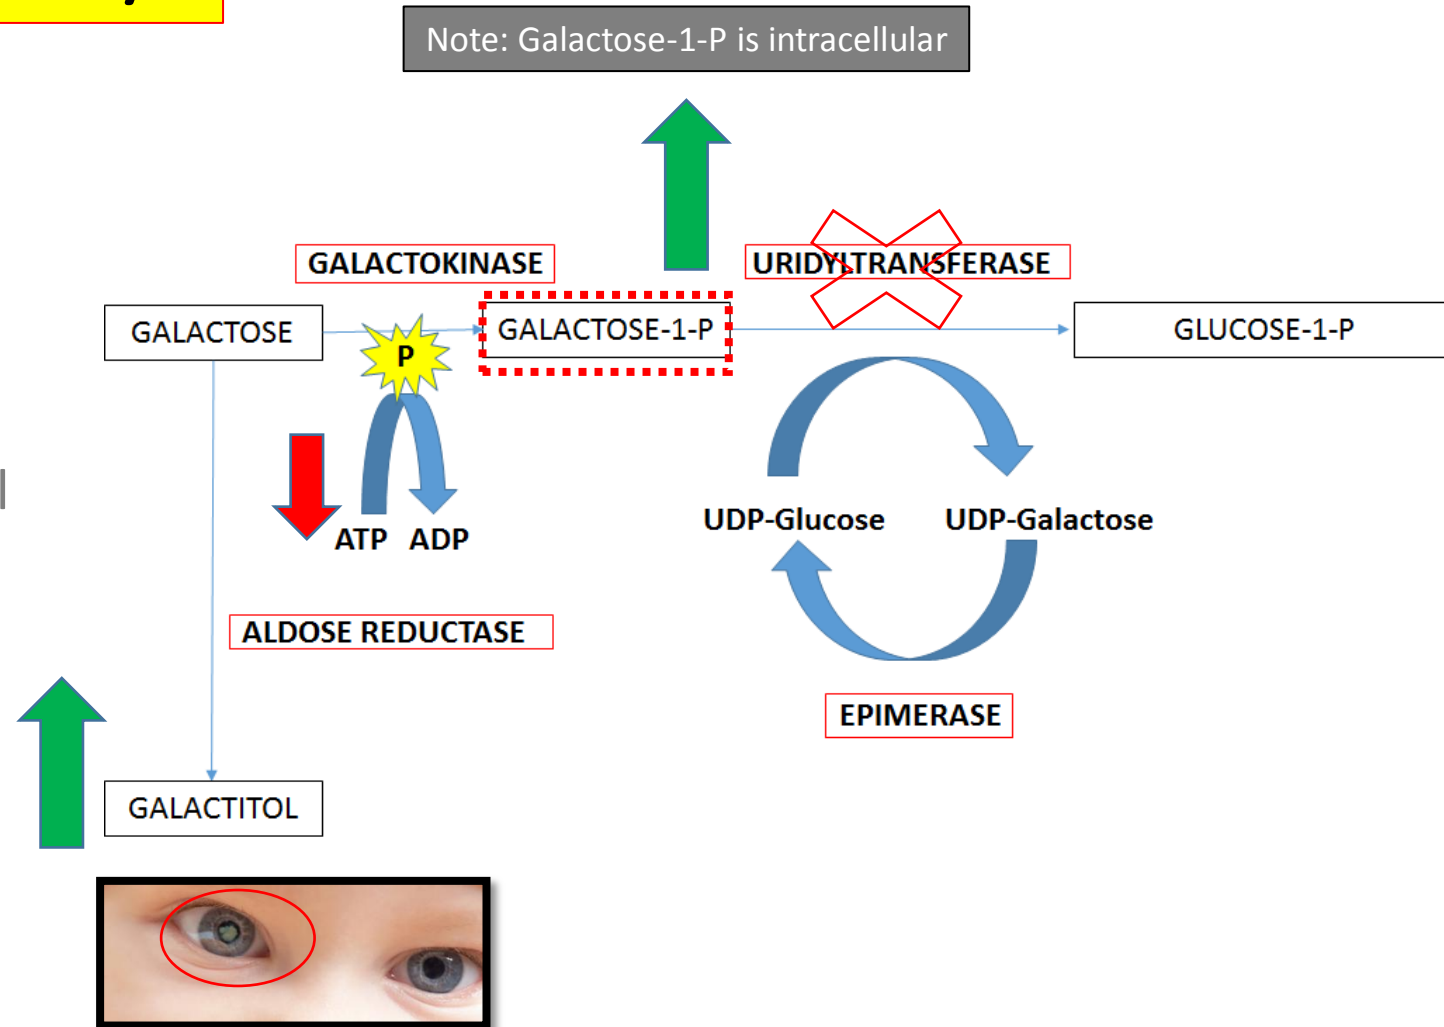 Note: Galactose-1-P is intracellular
GALACTOKINASE
URIDYLTRANSFERASE
GALACTOSE
P
GALACTOSE-1-P
GLUCOSE-1-P
ATP ADP
UDP-Glucose UDP-Galactose
ALDOSE REDUCTASE
EPIMERASE
GALACTITOL